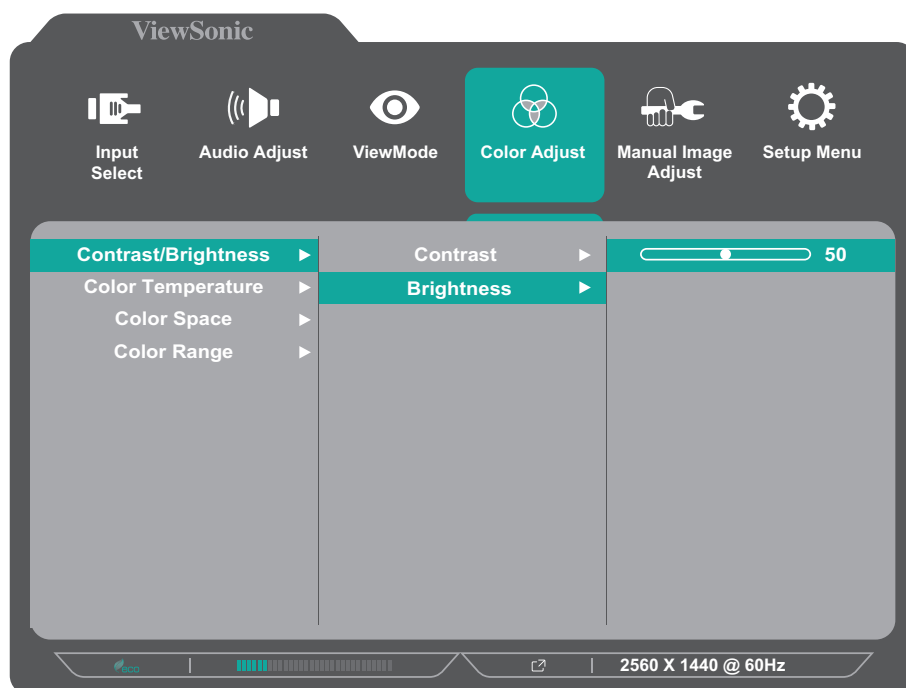 ViewSonic
Input
Select
Audio Adjust
ViewMode
Color Adjust
Manual Image
Adjust
Setup Menu
Contrast/Brightness
Contrast
50
Color Temperature
Brightness
Color Space
Color Range
eco
2560 X 1440 @ 60Hz